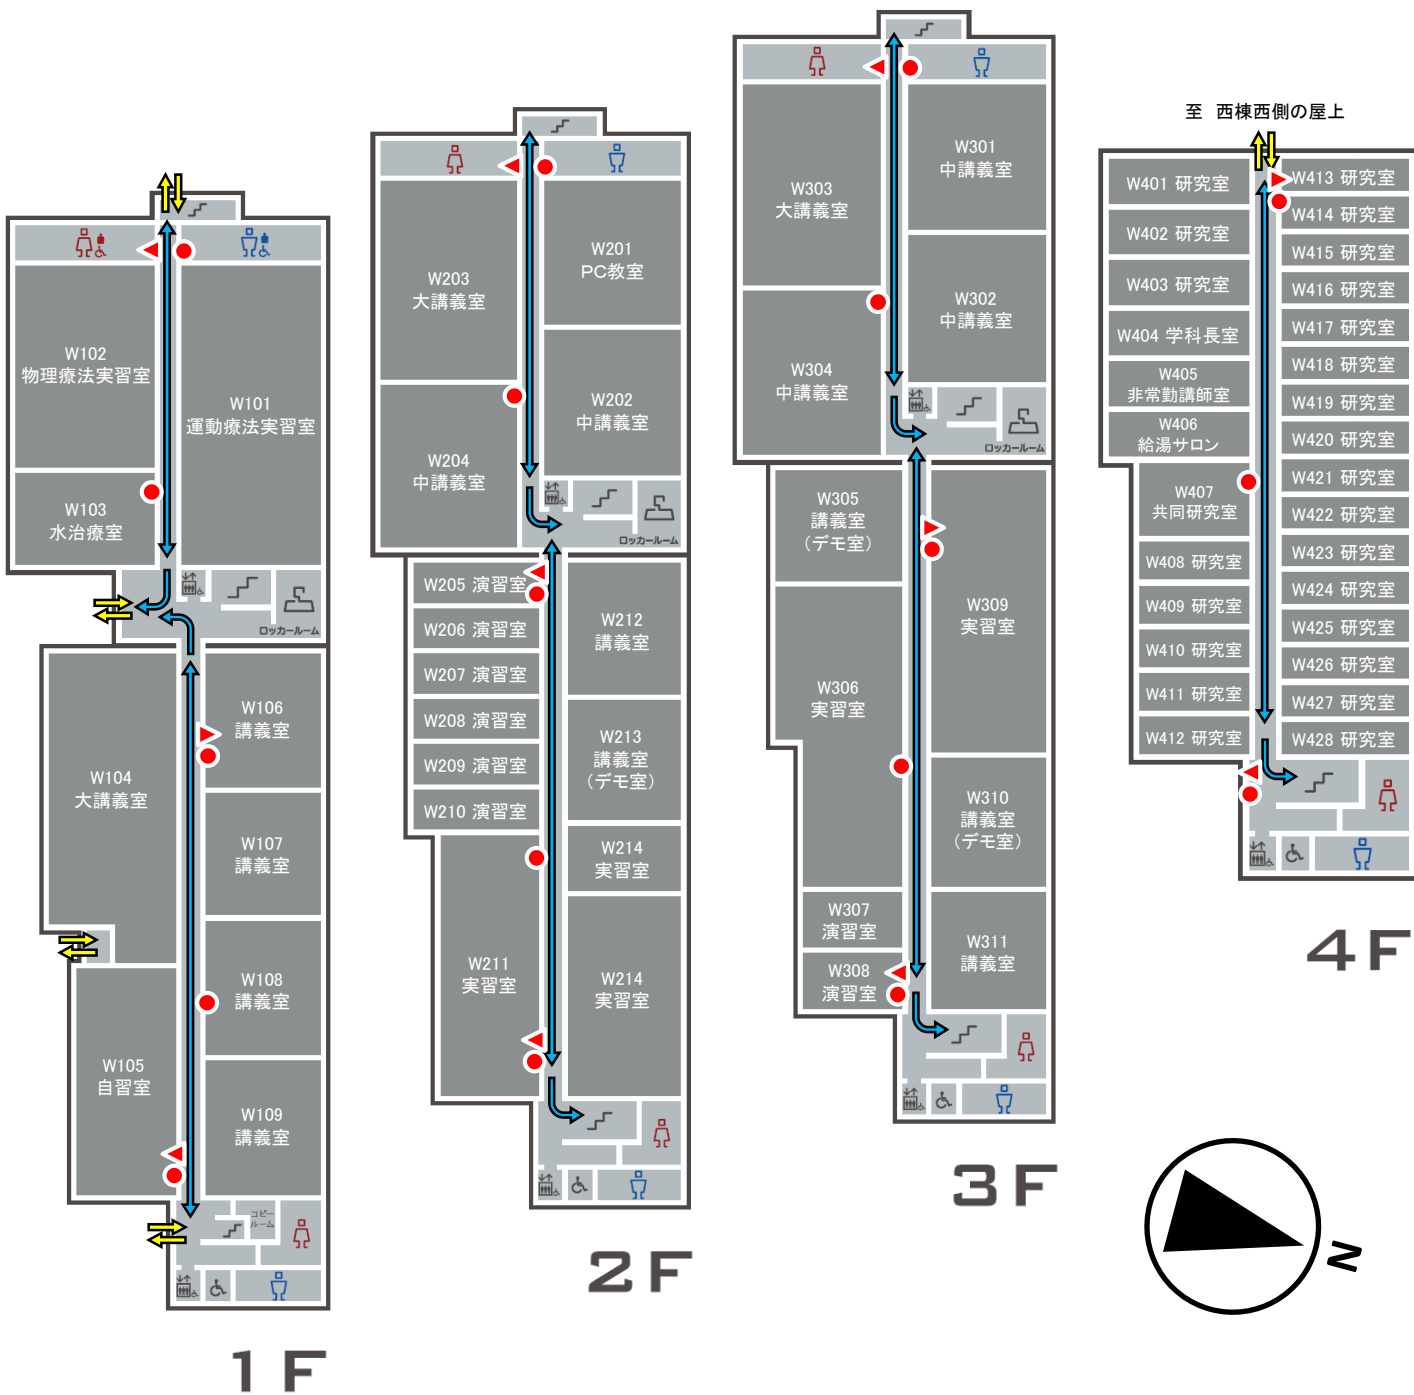 W102
物理療法実習室
W101
運動療法実習室
W103
水治療室
ロッカールーム
W104
大講義室
W106
講義室
W107
講義室
W108
講義室
W105
自習室
W109
講義室
コピー
ルーム
1F
W203
大講義室
W201
PC教室
W202
中講義室
W204
中講義室
ロッカールーム
W205 演習室
W206 演習室
W207 演習室
W208 演習室
W209 演習室
W210 演習室
W212
講義室
W213
講義室
(デモ室)
W214
実習室
W211
実習室
W214
実習室
2F
W303
大講義室
W301
中講義室
W302
中講義室
W304
中講義室
ロッカールーム
W305
講義室
(デモ室)
W309
実習室
W306
実習室
W310
講義室
(デモ室)
W307
演習室
W308
演習室
W311
講義室
3F
至 西棟西側の屋上
W401 研究室
W402 研究室
W403 研究室
W404 学科長室
W405
非常勤講師室
W406
給湯サロン
W407
共同研究室
W408 研究室
W409 研究室
W410 研究室
W411 研究室
W412 研究室
W413 研究室
W414 研究室
W415 研究室
W416 研究室
W417 研究室
W418 研究室
W419 研究室
W420 研究室
W421 研究室
W422 研究室
W423 研究室
W424 研究室
W425 研究室
W426 研究室
W427 研究室
W428 研究室
4F
N